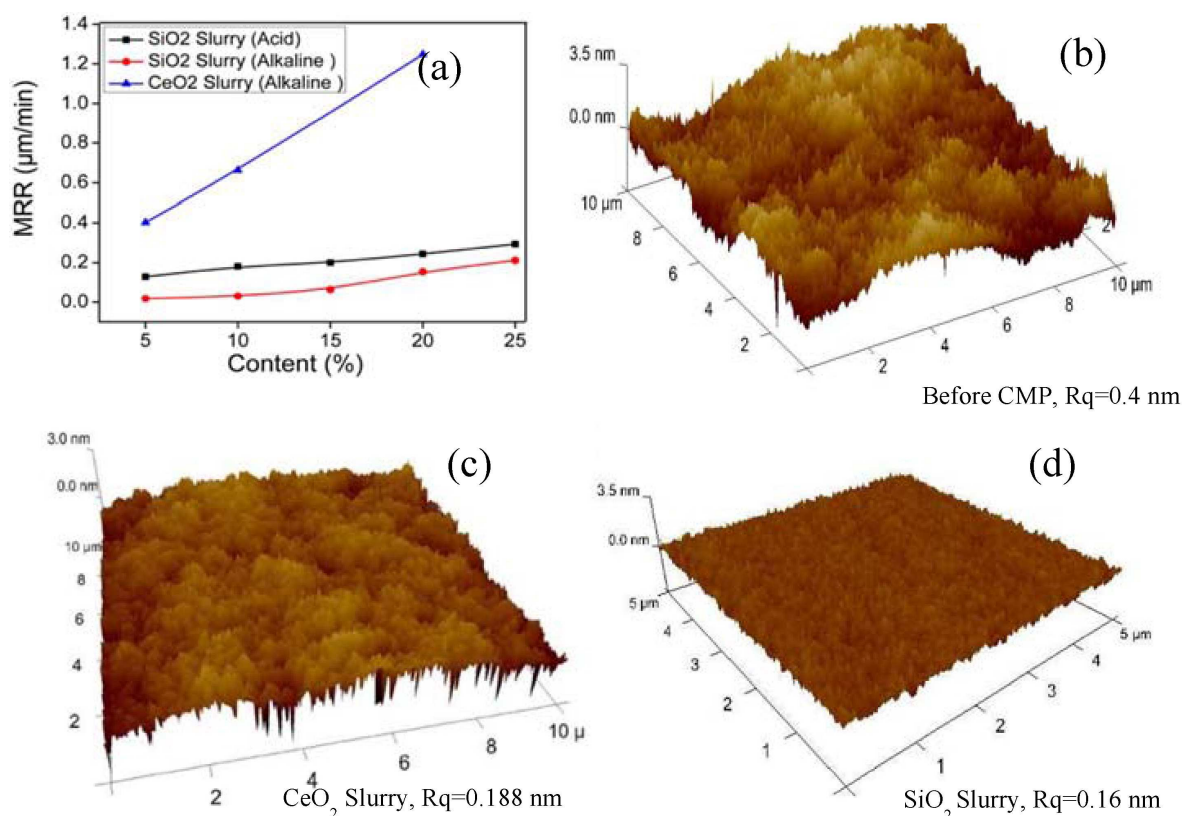 (a)
SiO2 Slurry (Acid)
SiO2 Slurry (Alkaline )
CeO2 Slurry (Alkaline )
MRR (μm/min)
1.4
1.2
1.0
0.8
0.6
0.4
0.2
0.0
5 10 15 20 25
Content (%)
(b)
3.5 nm
0.0 nm
10 μm
8
6
4
2
2 4 6 8 10 μm
2
Before CMP, Rq=0.4 nm
(c)
3.0 nm
0.0 nm
10 μm
8
6
4
2
2 4 6 8 10 μ
CeO₂ Slurry, Rq=0.188 nm
(d)
3.5 nm
0.0 nm
5 μm
4
3
2
1
1 2 3 4 5 μm
SiO₂ Slurry, Rq=0.16 nm